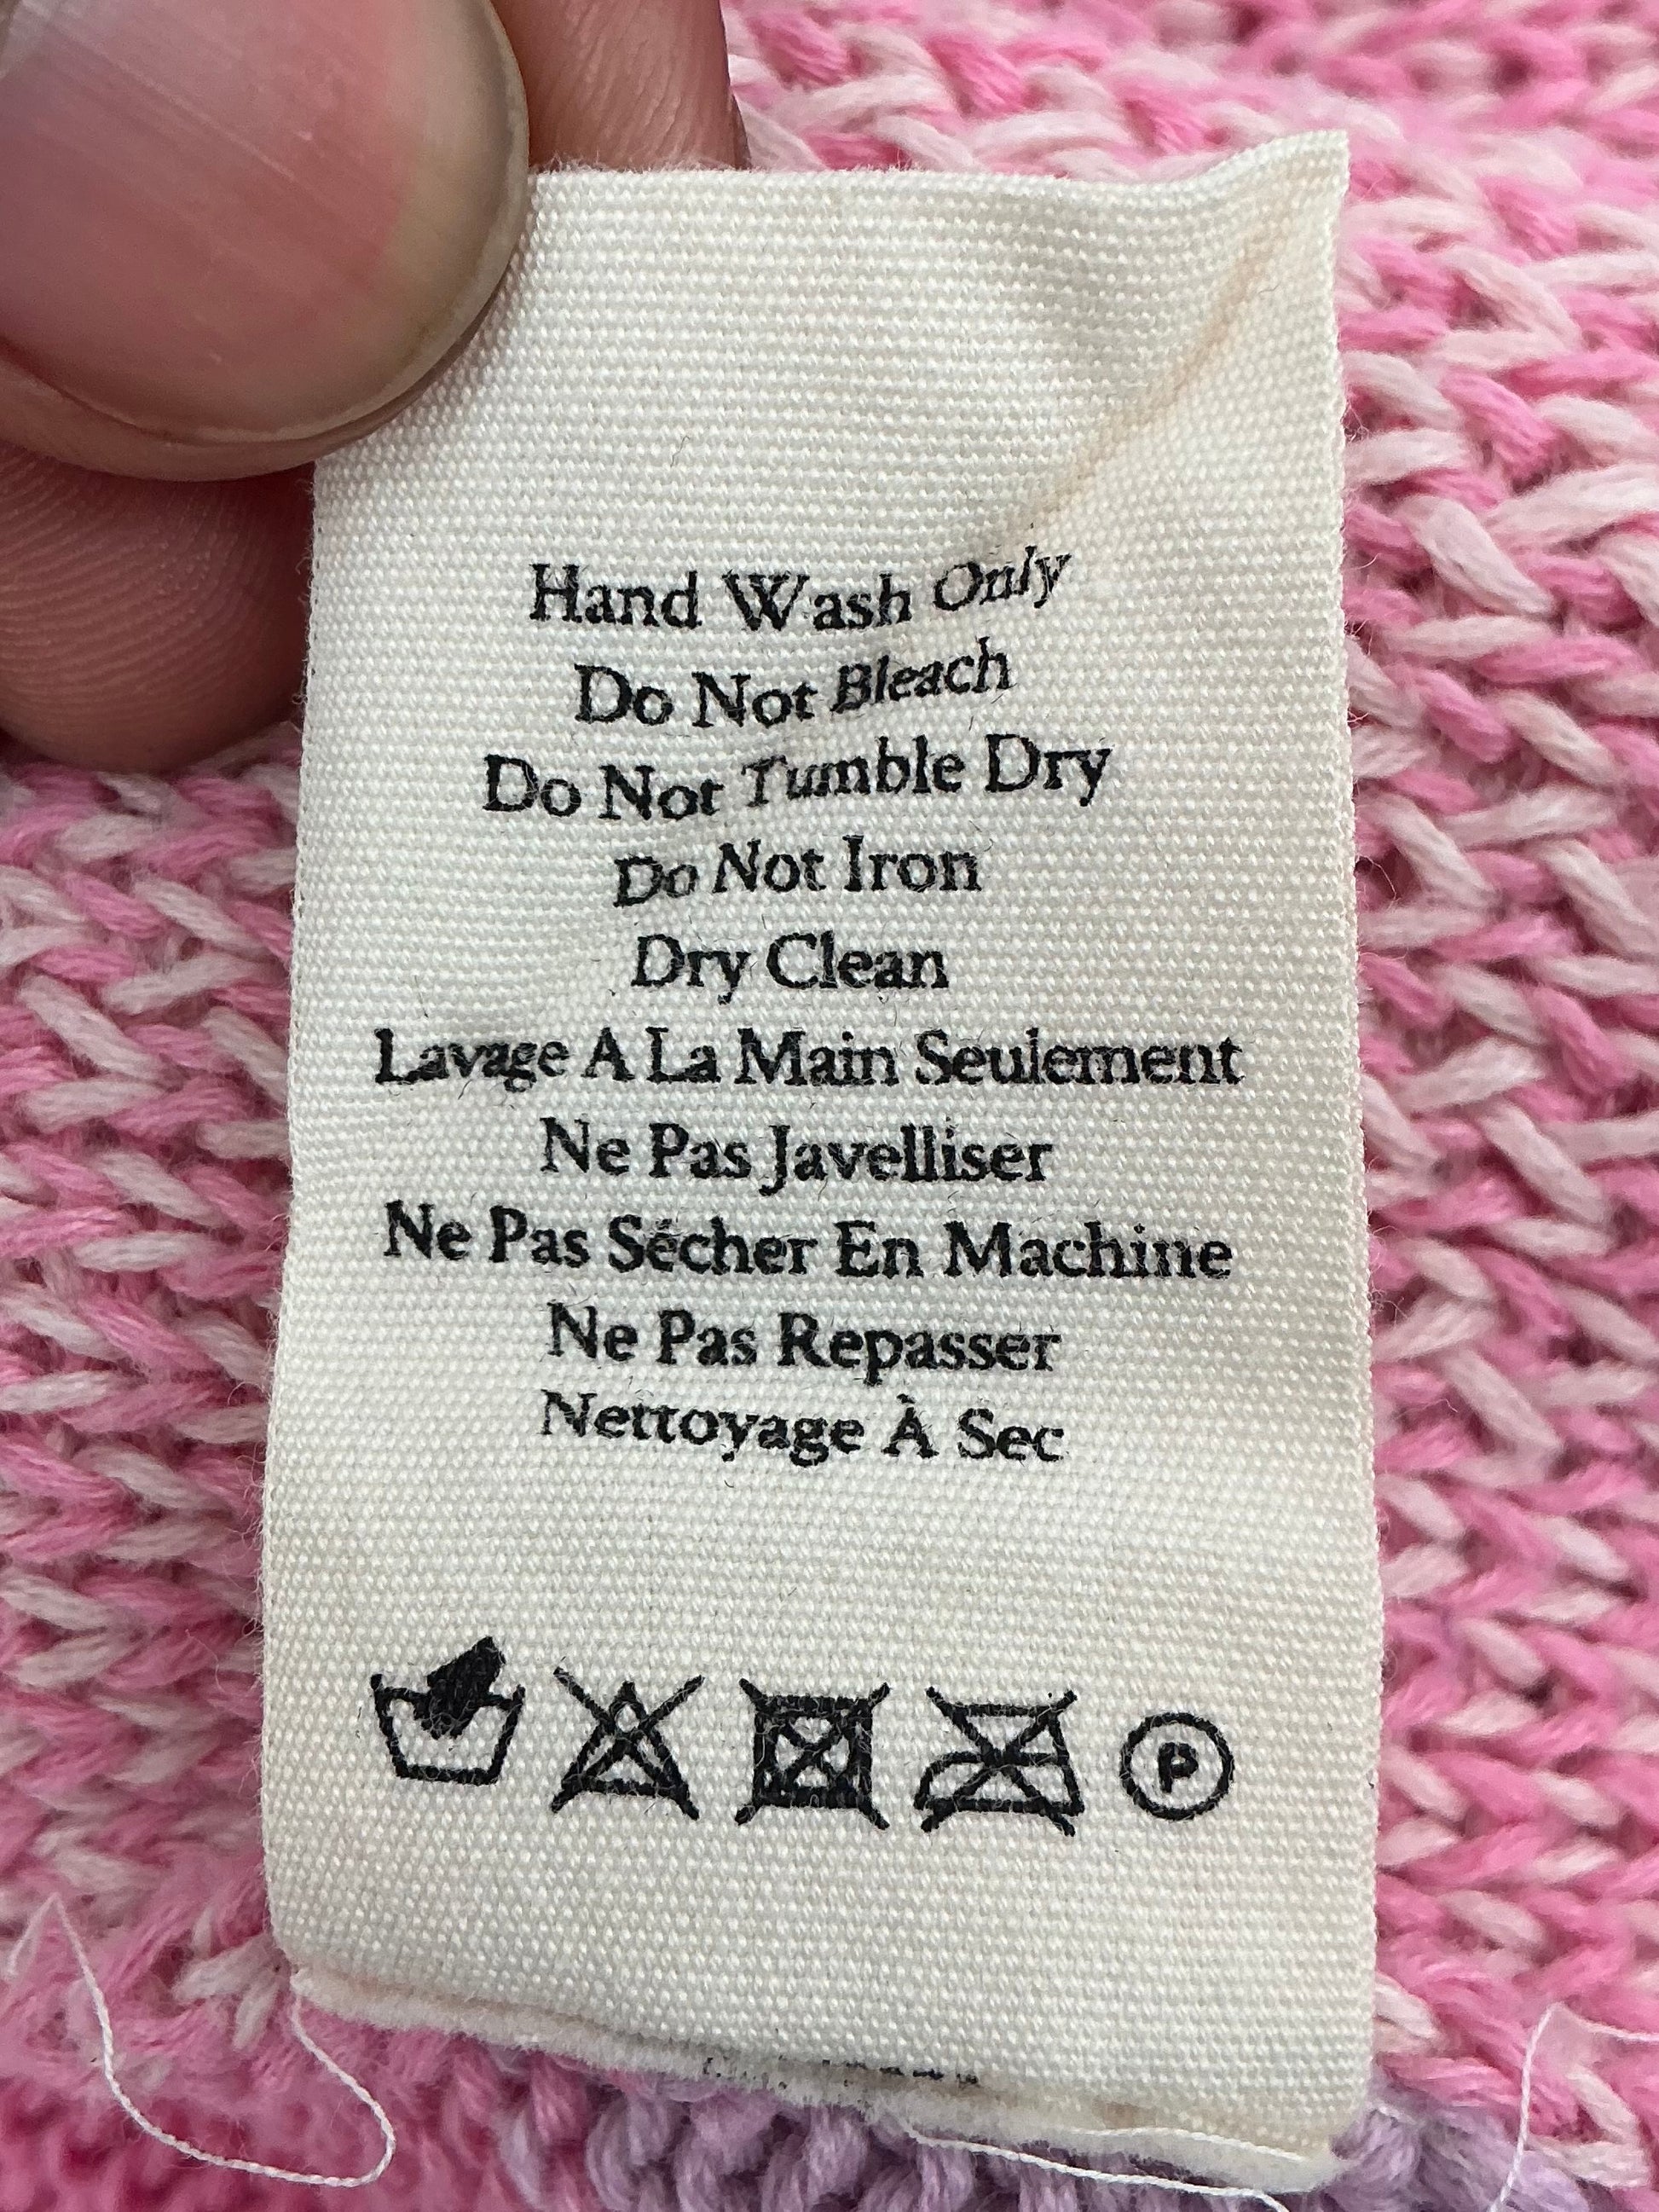 Hand Wash Only
Do Not Bleach
Do Not Tumble Dry
Do Not Iron
Dry Clean
Lavage A La Main Seulement
Ne Pas Javelliser
Ne Pas Sécher En Machine
Ne Pas Repasser
Nettoyage À Sec
P